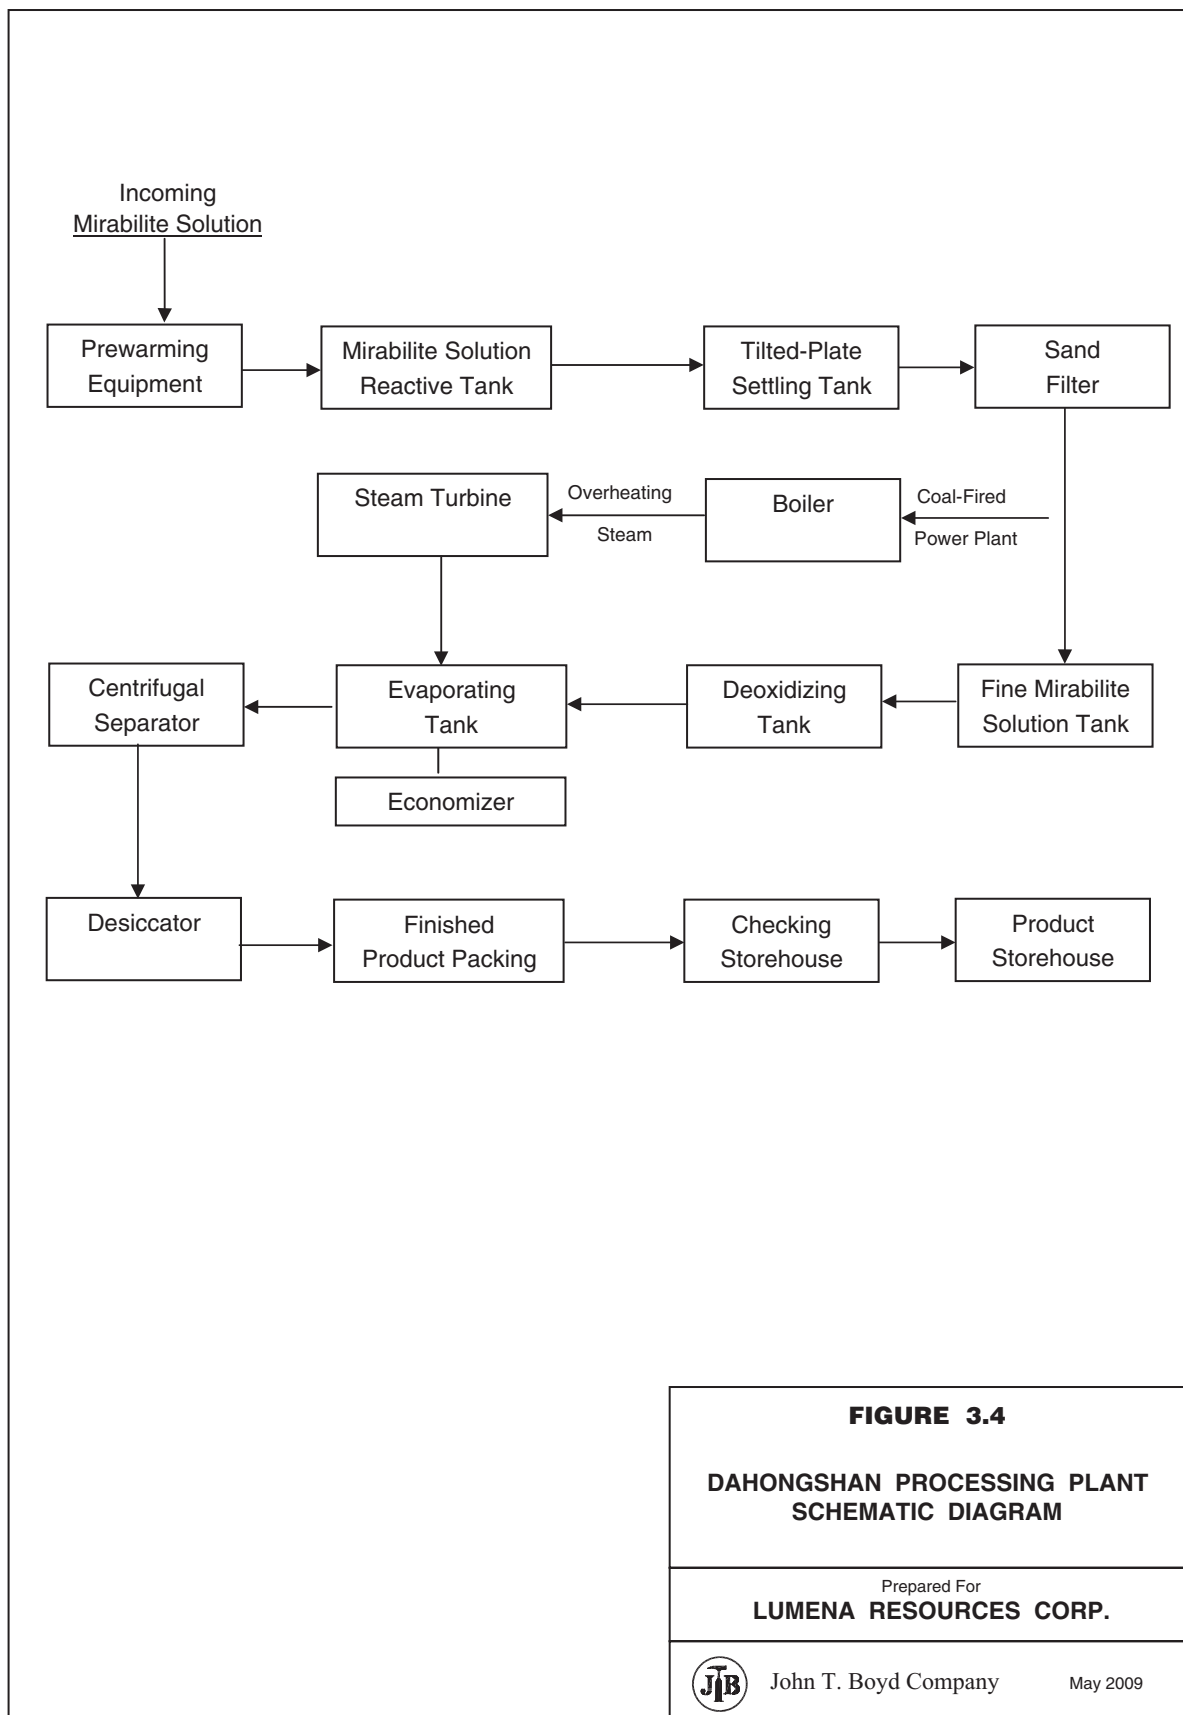 Incoming
Mirabilite Solution
Prewarming
Equipment
Mirabilite Solution
Reactive Tank
Tilted-Plate
Settling Tank
Sand
Filter
Steam Turbine
Overheating
Steam
Boiler
Coal-Fired
Power Plant
Centrifugal
Separator
Evaporating
Tank
Deoxidizing
Tank
Fine Mirabilite
Solution Tank
Economizer
Desiccator
Finished
Product Packing
Checking
Storehouse
Product
Storehouse
FIGURE 3.4
DAHONGSHAN PROCESSING PLANT
SCHEMATIC DIAGRAM
Prepared For
LUMENA RESOURCES CORP.
JTB
John T. Boyd Company
May 2009